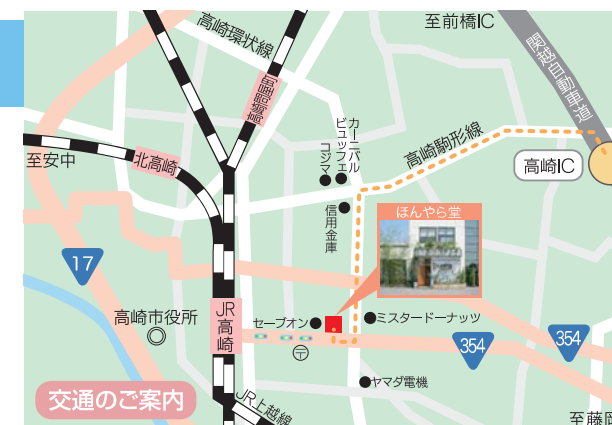 至前橋IC
高崎環状線
関越自動車道
高崎問屋町
カーニバル
ビュッフェ
コジマ
高崎駒形線
至安中
北高崎
高崎IC
信用金庫
ほんやら堂
17
高崎市役所
JR
高崎
セーブオン
ミスタードーナッツ
354
354
ヤマダ電機
交通のご案内
JR上越線
至藤岡